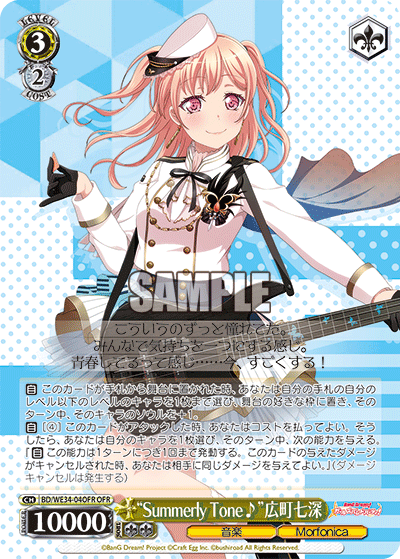 LEVEL
3
2
COST
SAMPLE
こういうのずっと憧れてた。
みんなで気持ちを一つにする感じ。
青春してるって感じ……今、すごくする!
自 このカードが手札から舞台に置かれた時、あなたは自分の手札の自分の
レベル以下のレベルのキャラを1枚まで選び、舞台の好きな枠に置き、その
ターン中、そのキャラのソウルを+1。
自 [④] このカードがアタックした時、あなたはコストを払ってよい。そう
したら、あなたは自分のキャラを1枚選び、そのターン中、次の能力を与える。
『自 この能力は1ターンにつき1回まで発動する。このカードの与えたダメージ
がキャンセルされた時、あなたは相手に同じダメージを与えてよい』(ダメージ
キャンセルは発生する)
CH BD/WE34-040FR OFR
10000
"Summerly Tone♪"広町七深
音楽
Morfonica
BanG Dream!
©BanG Dream! Project ©Craft Egg Inc. ©bushiroad All Rights Reserved.